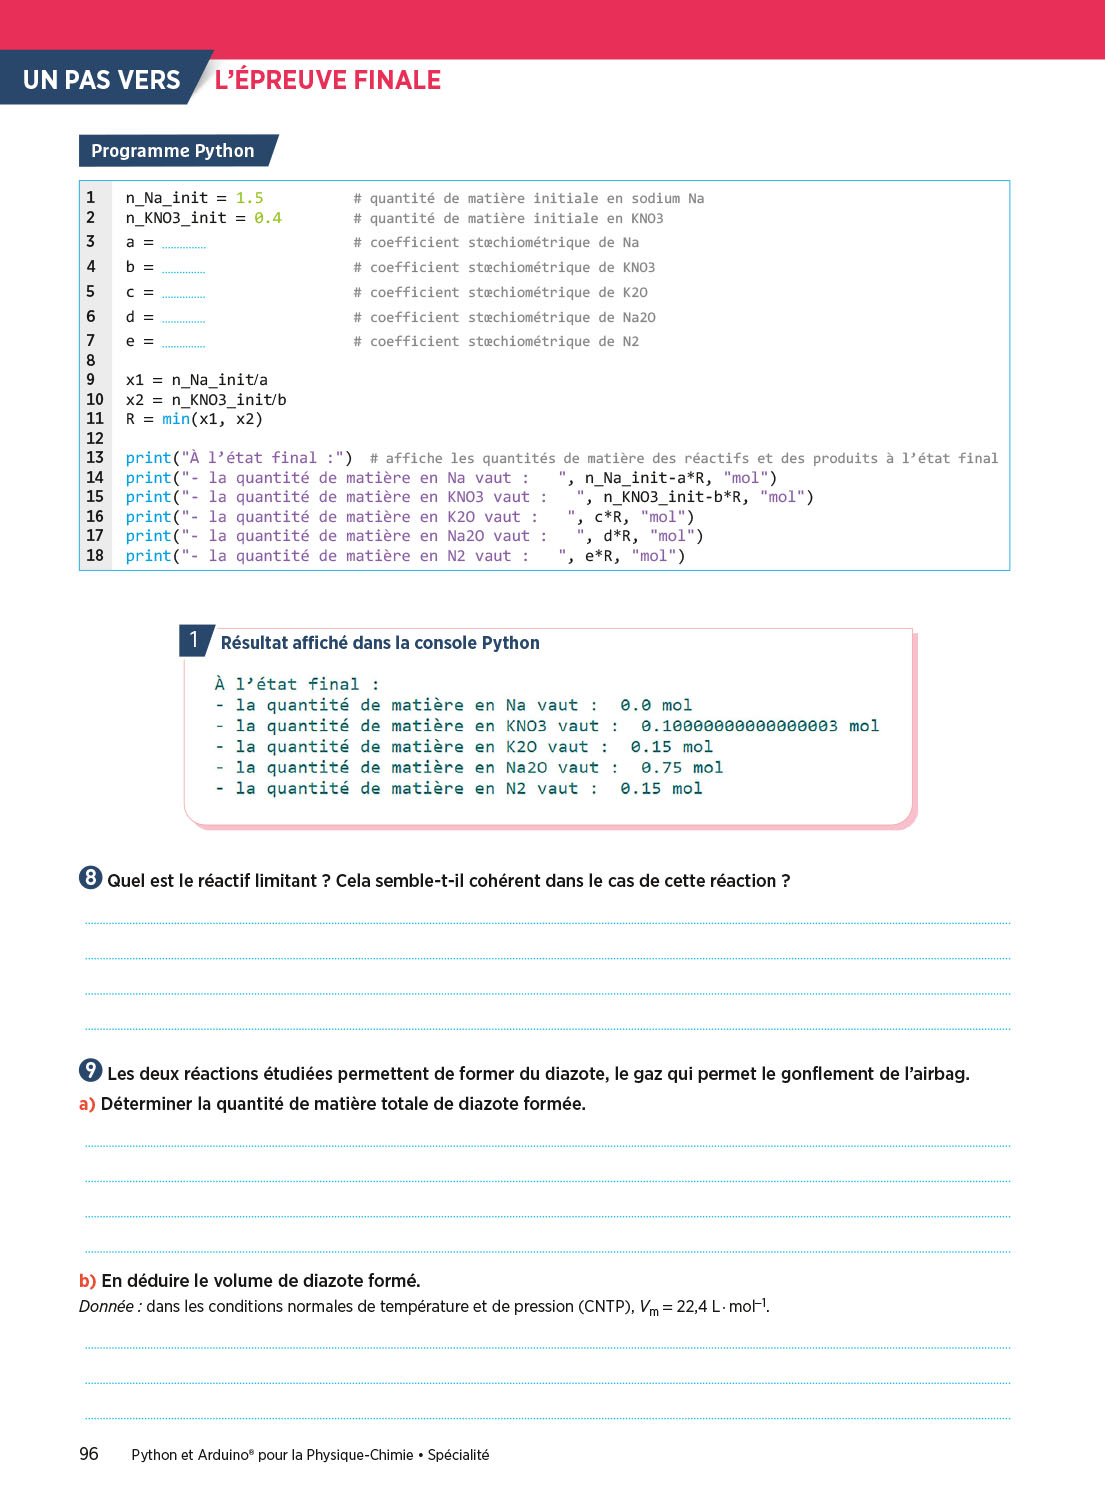 UN PAS VERS L'ÉPREUVE FINALE
Programme Python
1 n_Na_init = 1.5 # quantité de matière initiale en sodium Na
2 n_KNO3_init = 0.4 # quantité de matière initiale en KNO3
3 a = ............... # coefficient stœchiométrique de Na
4 b = ............... # coefficient stœchiométrique de KNO3
5 c = ............... # coefficient stœchiométrique de K2O
6 d = ............... # coefficient stœchiométrique de Na2O
7 e = ............... # coefficient stœchiométrique de N2
8
9 x1 = n_Na_init/a
10 x2 = n_KNO3_init/b
11 R = min(x1, x2)
12
13 print("À l'état final :") # affiche les quantités de matière des réactifs et des produits à l'état final
14 print("- la quantité de matière en Na vaut :   ", n_Na_init-a*R, "mol")
15 print("- la quantité de matière en KNO3 vaut :   ", n_KNO3_init-b*R, "mol")
16 print("- la quantité de matière en K2O vaut :   ", c*R, "mol")
17 print("- la quantité de matière en Na2O vaut :   ", d*R, "mol")
18 print("- la quantité de matière en N2 vaut :   ", e*R, "mol")
1 Résultat affiché dans la console Python
À l'état final :
- la quantité de matière en Na vaut :  0.0 mol
- la quantité de matière en KNO3 vaut :  0.10000000000000003 mol
- la quantité de matière en K2O vaut :  0.15 mol
- la quantité de matière en Na2O vaut :  0.75 mol
- la quantité de matière en N2 vaut :  0.15 mol
8 Quel est le réactif limitant ? Cela semble-t-il cohérent dans le cas de cette réaction ?
9 Les deux réactions étudiées permettent de former du diazote, le gaz qui permet le gonflement de l'airbag.
a) Déterminer la quantité de matière totale de diazote formée.
b) En déduire le volume de diazote formé.
Donnée : dans les conditions normales de température et de pression (CNTP), Vm = 22,4 L · mol⁻¹.
96 Python et Arduino® pour la Physique-Chimie • Spécialité